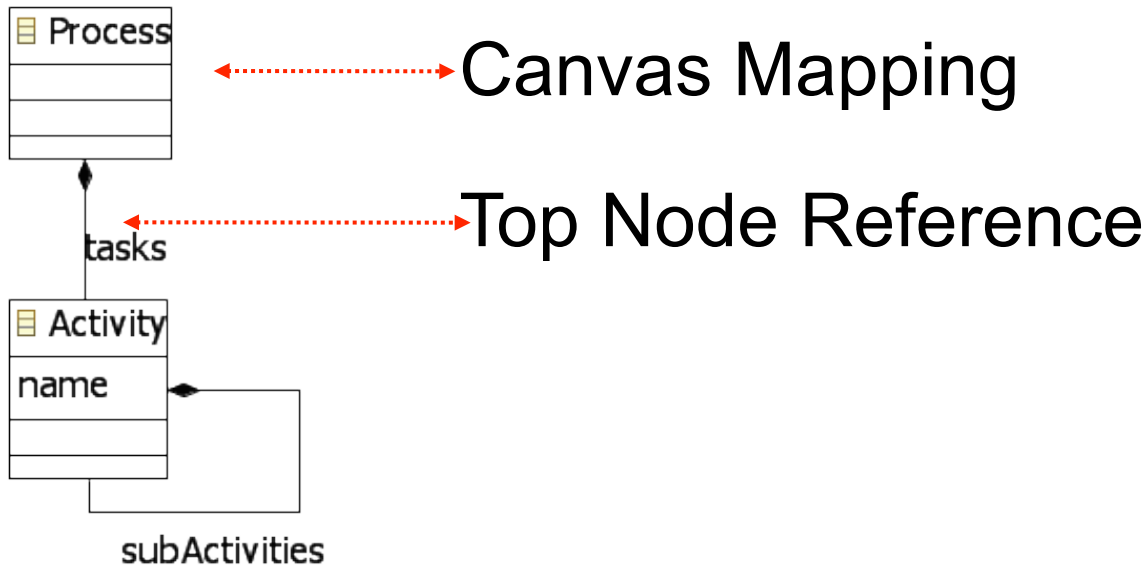 Process
Canvas Mapping
Top Node Reference
tasks
Activity
name
subActivities